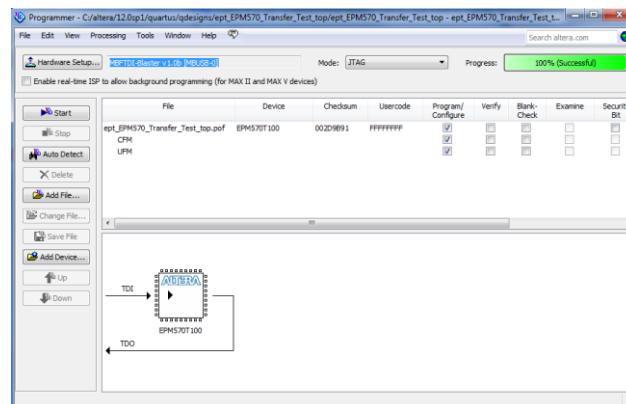 Programmer - C:/altera/12.0sp1/quartus/qdesigns/ept_EPM570_Transfer_Test_top/ept_EPM570_Transfer_Test_top - ept_EPM570_Transfer_Test_t...
File Edit View Processing Tools Window Help
Search altera.com
Hardware Setup... MBFTDI-Blaster v1.0b [MBUSB-0] Mode: JTAG Progress: 100% (Successful)
Enable real-time ISP to allow background programming (for MAX II and MAX V devices)
Start
Stop
Auto Detect
Delete
Add File...
Change File...
Save File
Add Device...
Up
Down
File Device Checksum Usercode Program/ Configure Verify Blank- Check Examine Securit Bit
ept_EPM570_Transfer_Test_top.pof EPM570T100 002D9B91 FFFFFFFF
CFM
UFM
ALTERA
TDI
EPM570T100
TDO